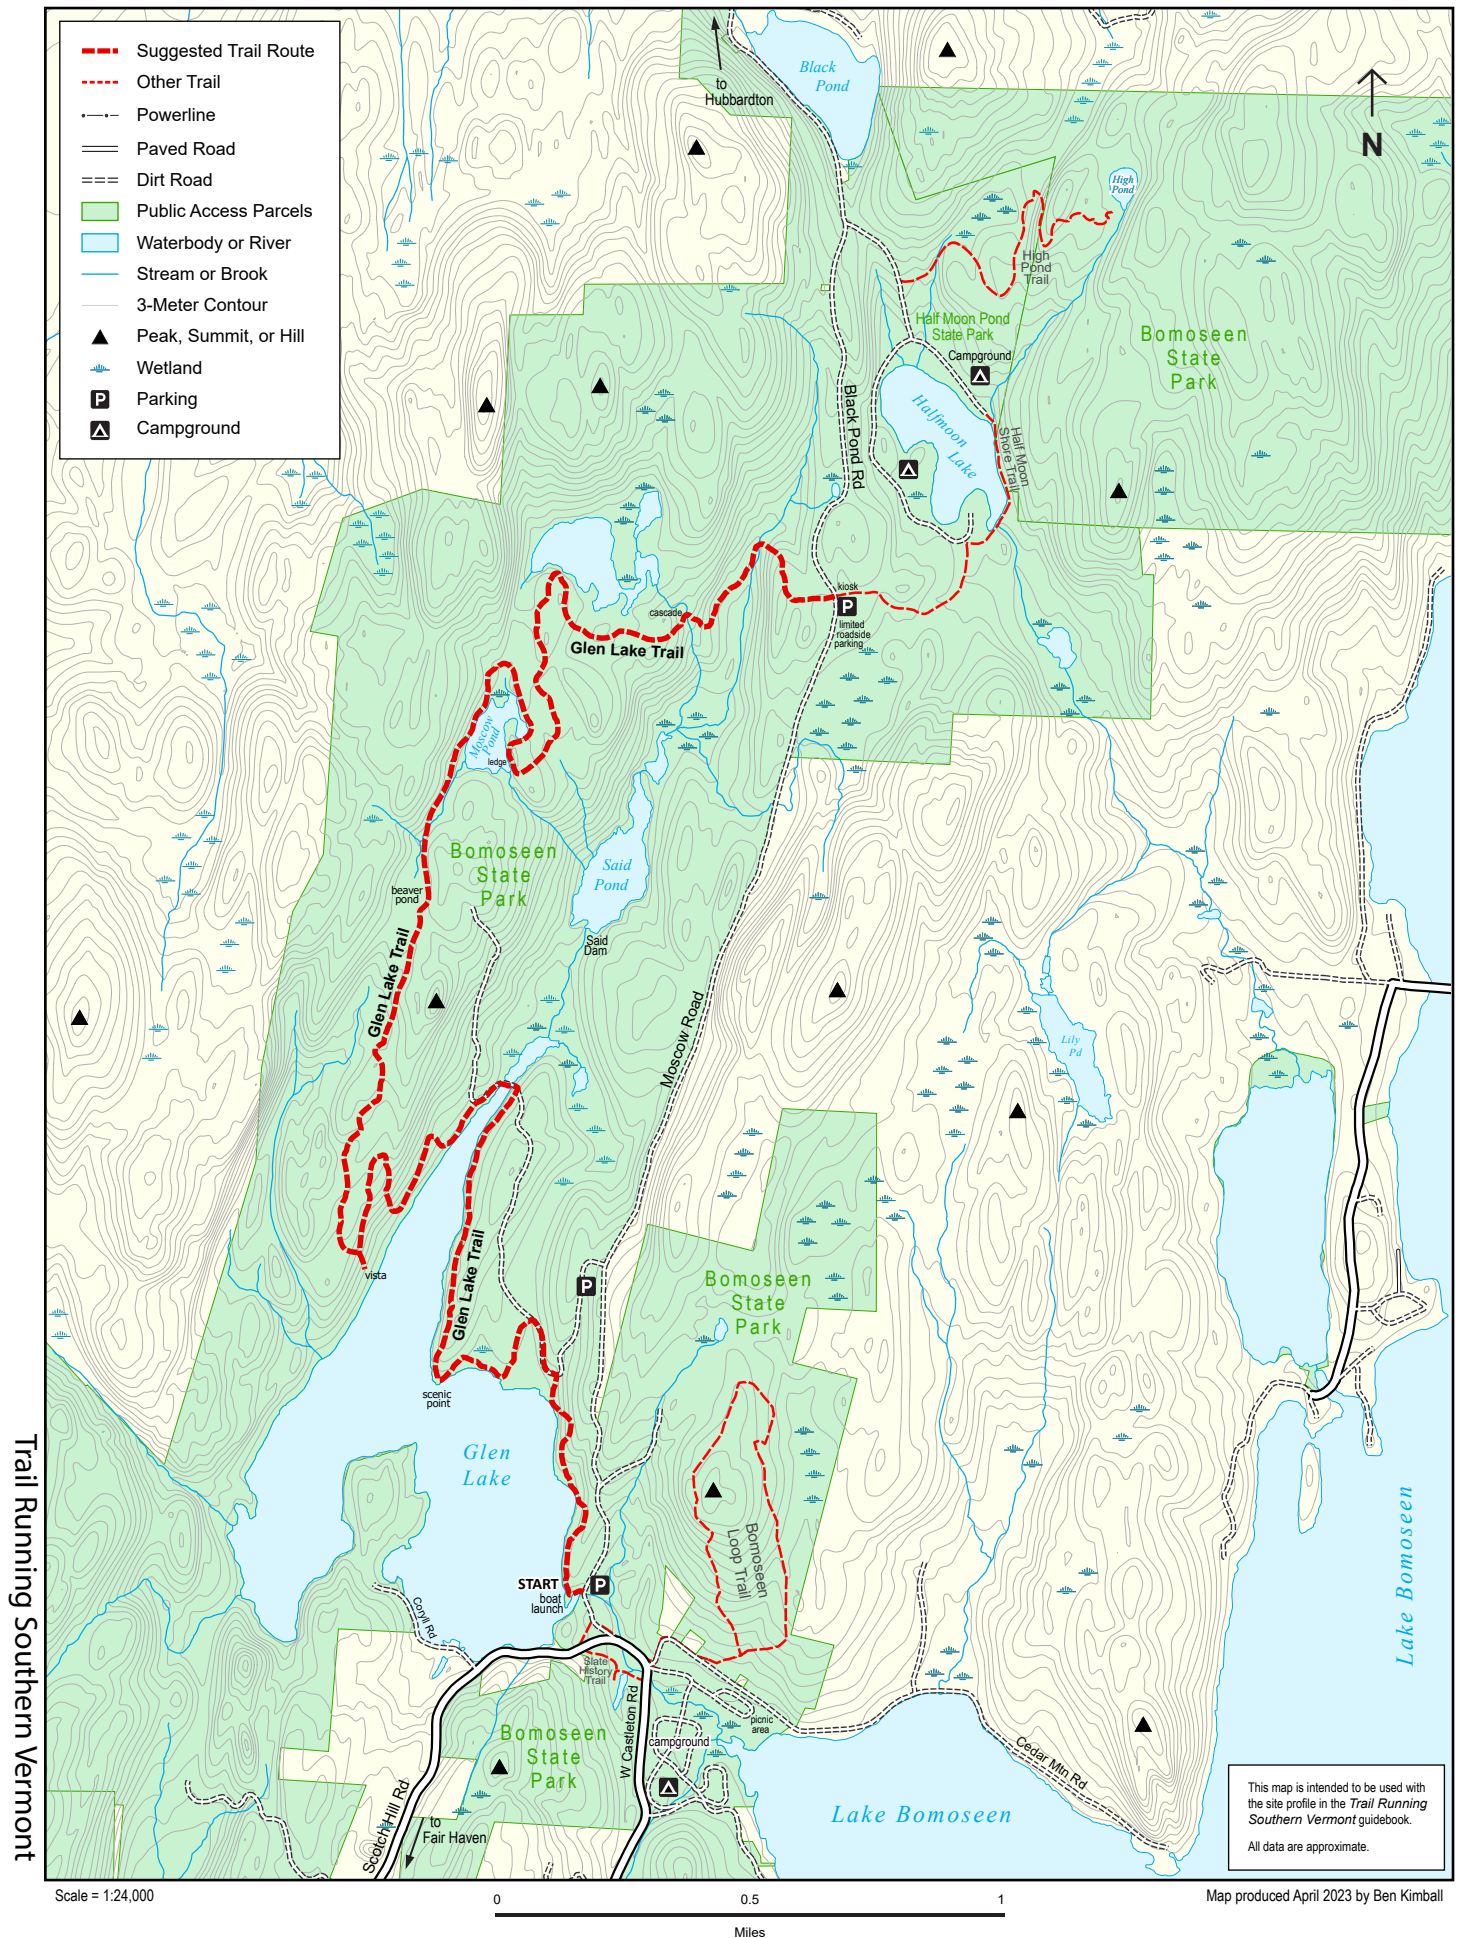 Suggested Trail Route
Other Trail
Powerline
Paved Road
Dirt Road
Public Access Parcels
Waterbody or River
Stream or Brook
3-Meter Contour
Peak, Summit, or Hill
Wetland
P
Parking
Campground
to
Hubbardton
Black
Pond
N
High
Pond
High
Pond
Trail
Half Moon Pond
State Park
Campground
Bomoseen
State
Park
Black Pond Rd
Halfmoon
Lake
Half Moon
Shore Trail
kiosk
P
limited
roadside
parking
cascade
Glen Lake Trail
Moscow
Pond
ledge
Bomoseen
State
Park
Said
Pond
beaver
pond
Said
Dam
Glen Lake Trail
Moscow Road
Lily
Pd
vista
P
Glen Lake Trail
Bomoseen
State
Park
scenic
point
Glen
Lake
Bomoseen
Loop Trail
START
boat
launch
P
Coryll Rd
Slate
History
Trail
W Castleton Rd
picnic
area
campground
Bomoseen
State
Park
Scotch Hill Rd
to
Fair Haven
Cedar Mtn Rd
Lake Bomoseen
Lake Bomoseen
This map is intended to be used with
the site profile in the Trail Running
Southern Vermont guidebook.
All data are approximate.
Trail Running Southern Vermont
Scale = 1:24,000
0
0.5
1
Miles
Map produced April 2023 by Ben Kimball